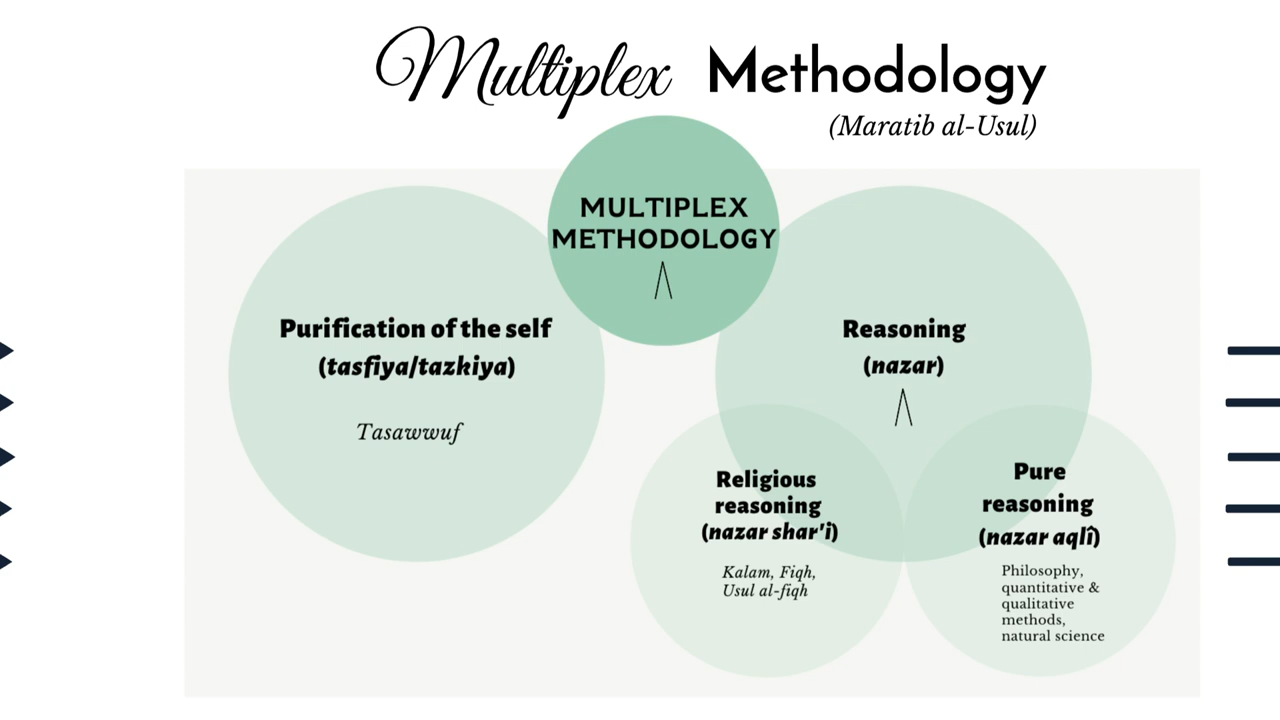 Multiplex Methodology
(Maratib al-Usul)
MULTIPLEX
METHODOLOGY
Purification of the self
(tasfiya/tazkiya)
Tasawwuf
Reasoning
(nazar)
Religious
reasoning
(nazar shar'i)
Kalam, Fiqh,
Usul al-fiqh
Pure
reasoning
(nazar aqlî)
Philosophy,
quantitative &
qualitative
methods,
natural science